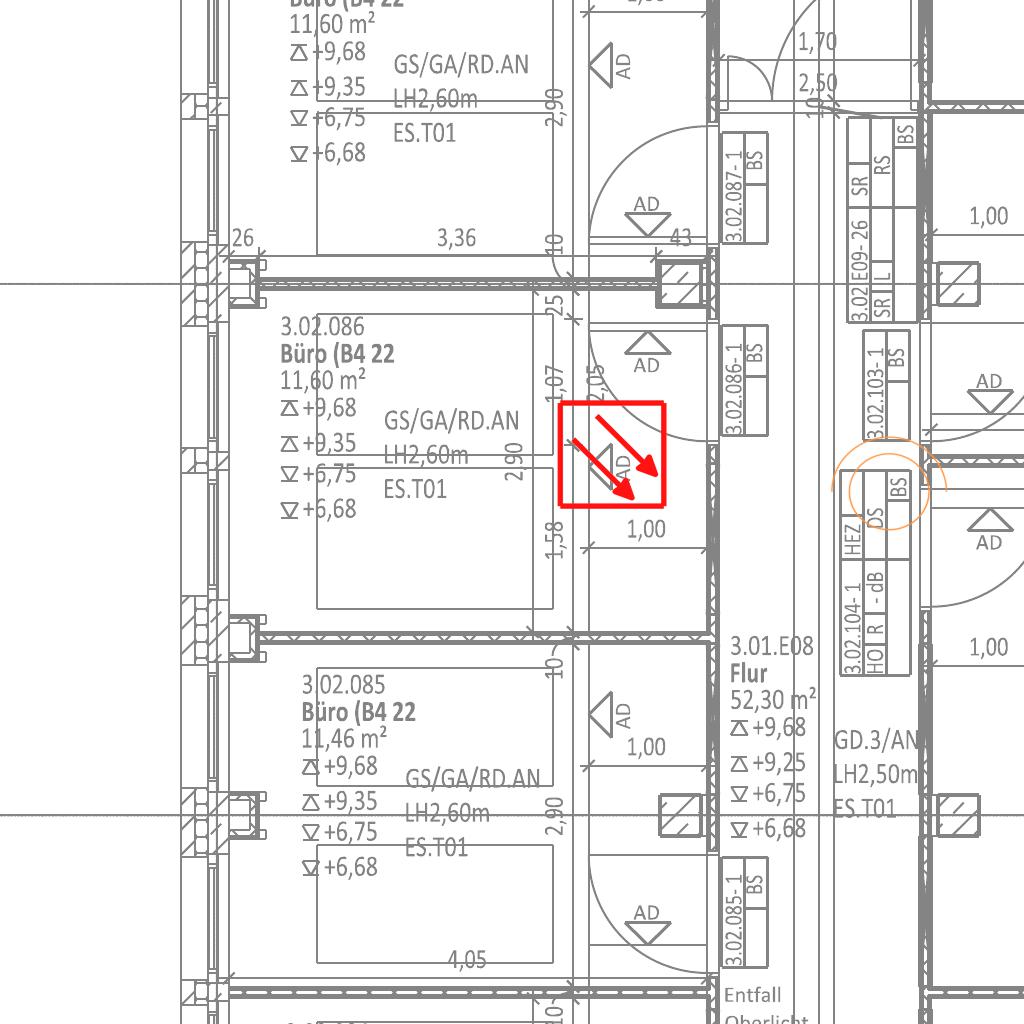 Büro (B4 22
11,60 m²
+9,68
+9,35
+6,75
+6,68
GS/GA/RD.AN
LH2,60m
ES.T01
2,90
AD
AD
1,70
2,50
10
3.02.087- 1
BS
SR
RS
BS
3.02 E09- 26
SR
L
1,00
26
3,36
10
43
25
3.02.086
Büro (B4 22
11,60 m²
+9,68
+9,35
+6,75
+6,68
GS/GA/RD.AN
LH2,60m
ES.T01
1,07
2,05
2,90
1,58
AD
AD
1,00
3.02.086- 1
BS
3.02.103- 1
BS
AD
AD
HEZ
DS
BS
3.02.104- 1
HO
R
- dB
1,00
10
3.02.085
Büro (B4 22
11,46 m²
+9,68
+9,35
+6,75
+6,68
GS/GA/RD.AN
LH2,60m
ES.T01
2,90
AD
1,00
AD
4,05
3.01.E08
Flur
52,30 m²
+9,68
+9,25
+6,75
+6,68
GD.3/AN
LH2,50m
ES.T01
3.02.085- 1
BS
Entfall
Oberlicht
10